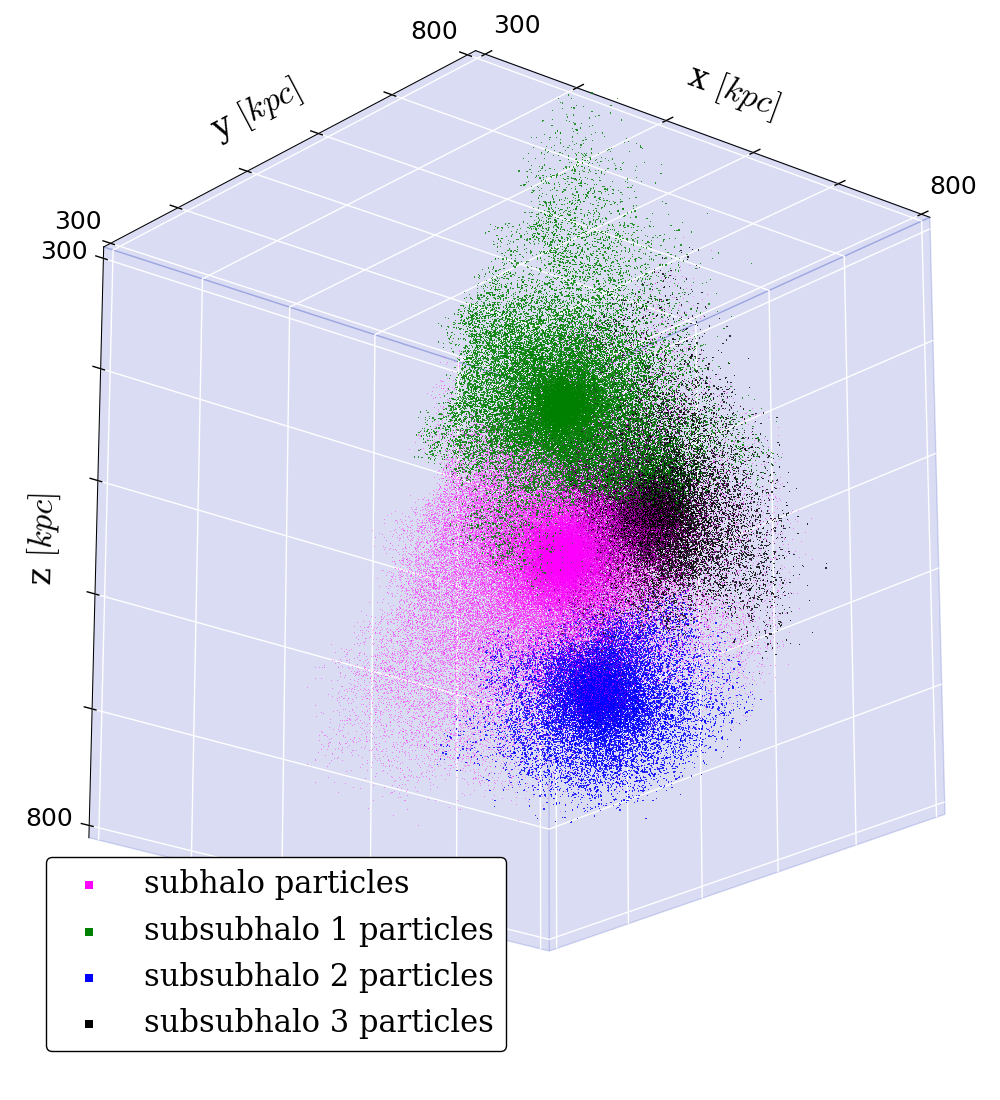 800
300
x [kpc]
y [kpc]
800
300
300
z [kpc]
800
subhalo particles
subsubhalo 1 particles
subsubhalo 2 particles
subsubhalo 3 particles